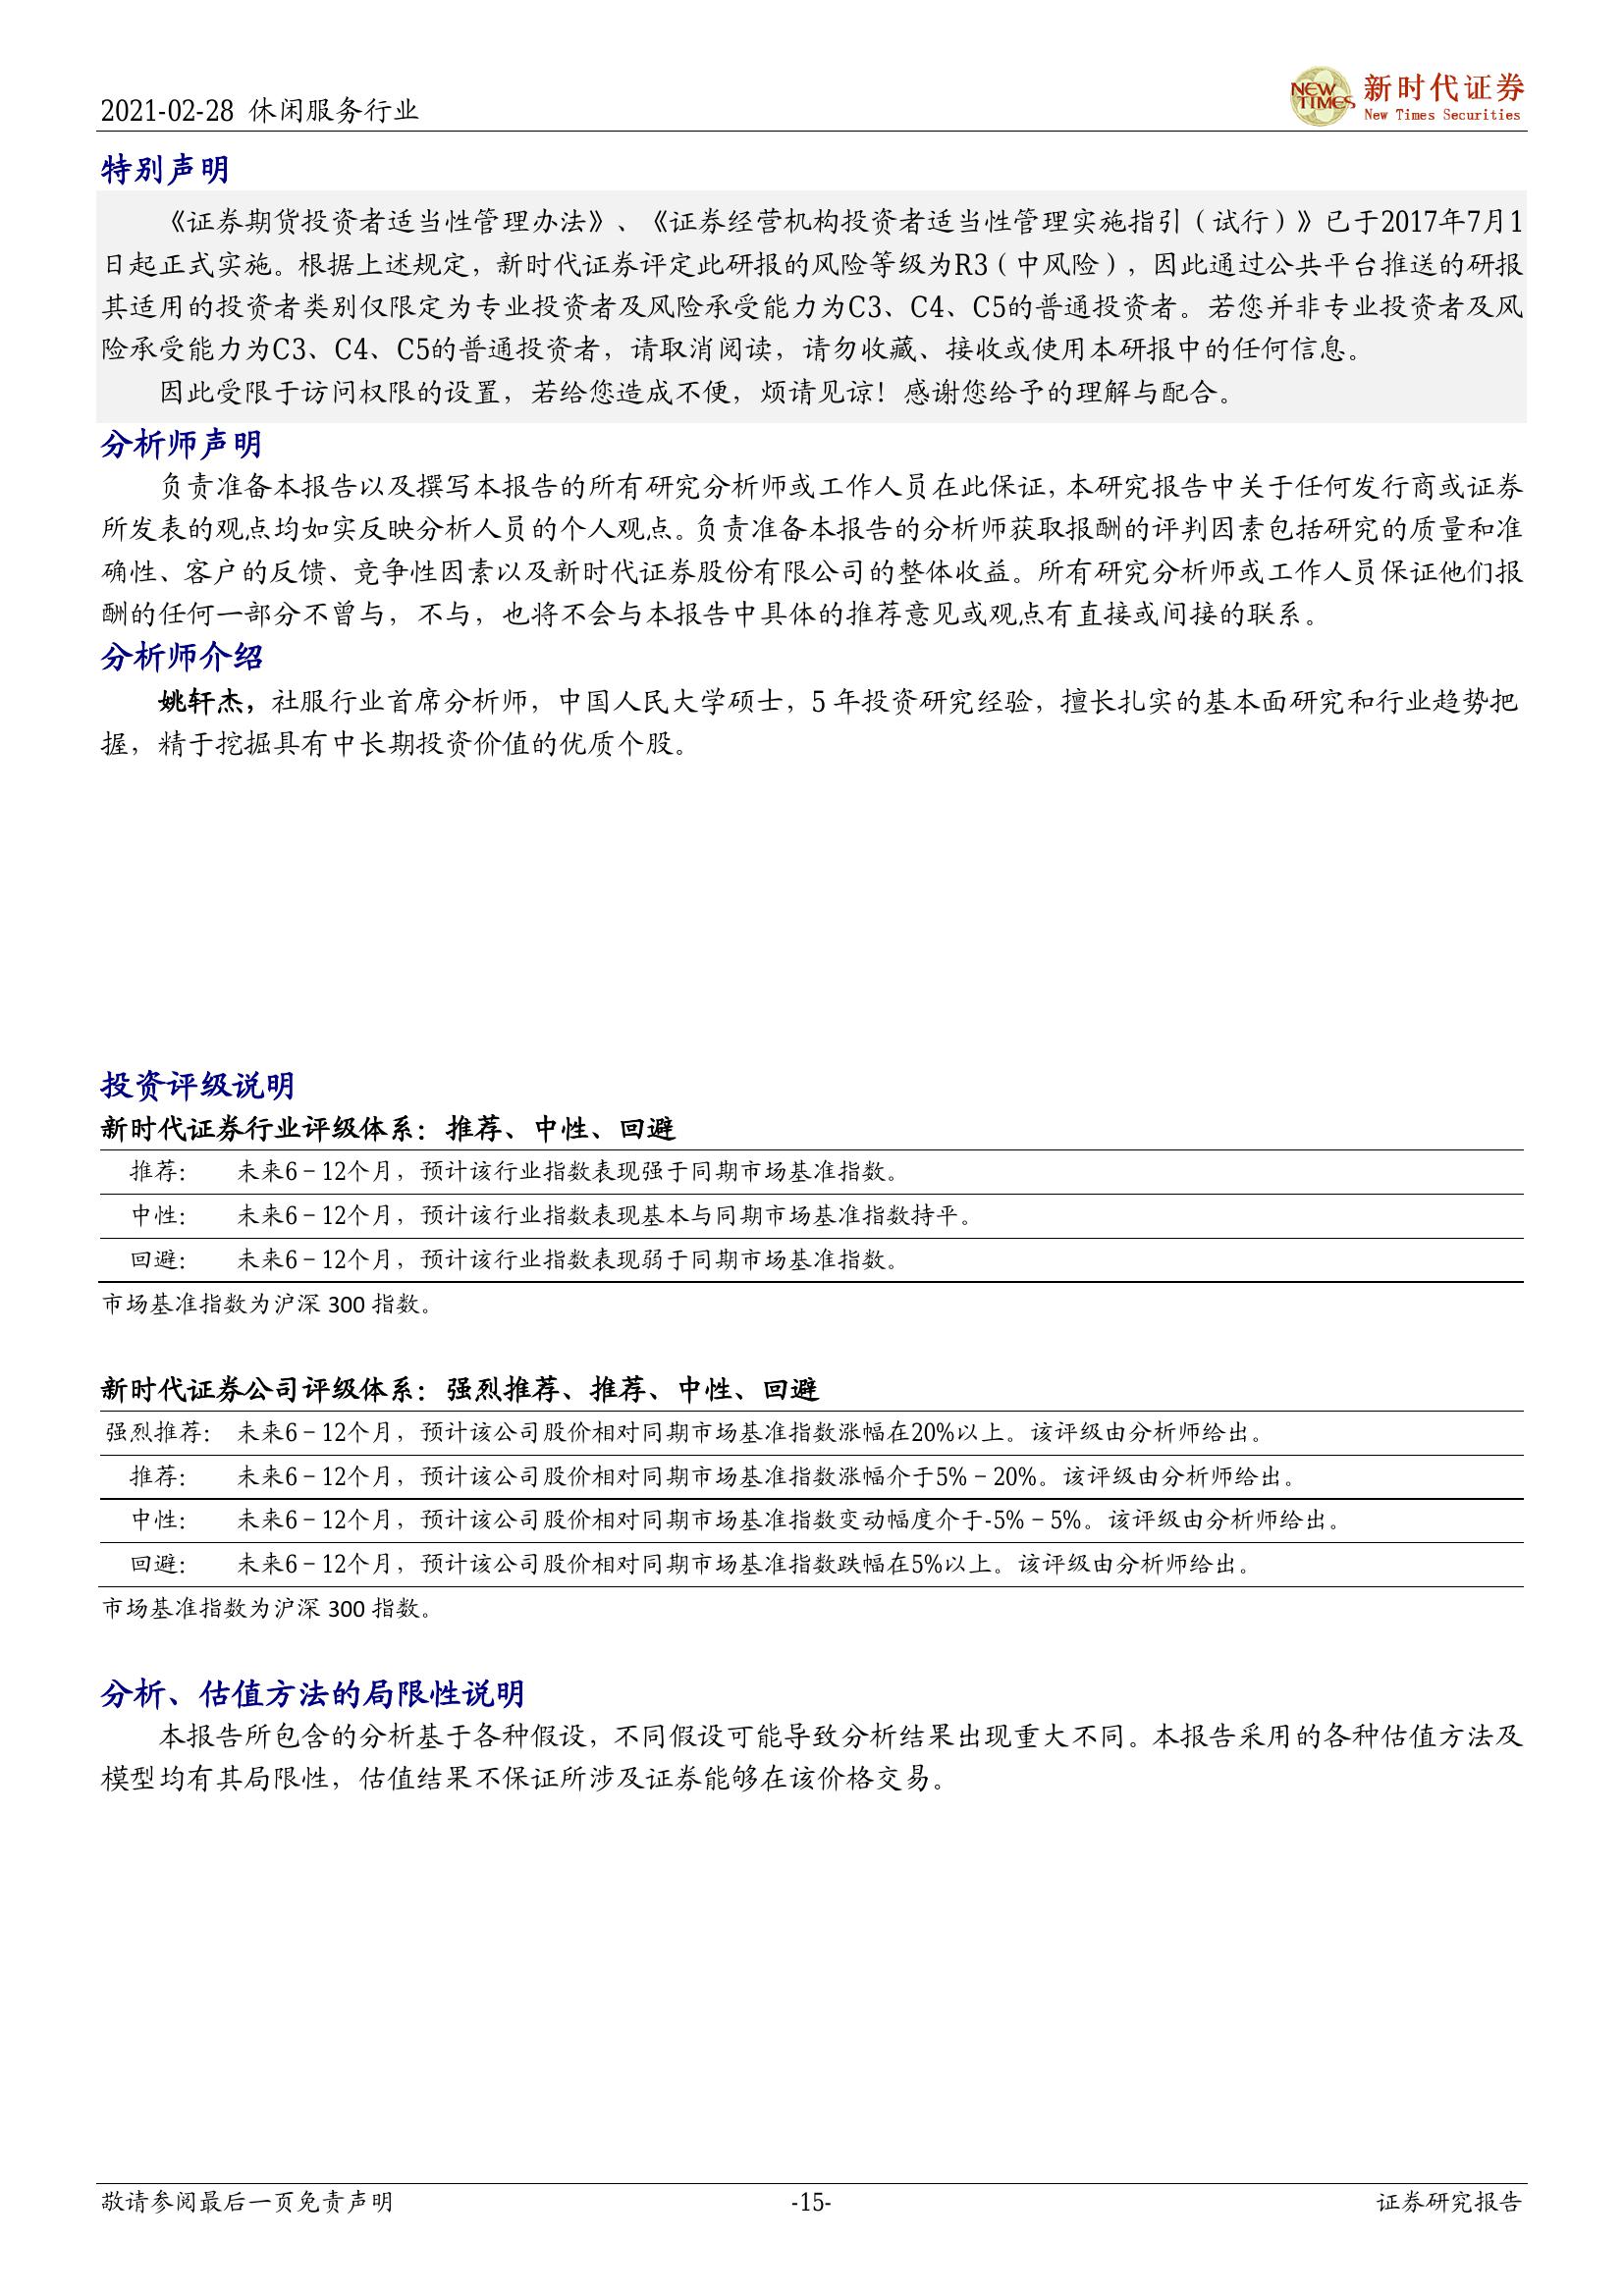 2021-02-28 休闲服务行业
NEW TIMES
新时代证券
New Times Securities
特别声明
《证券期货投资者适当性管理办法》、《证券经营机构投资者适当性管理实施指引（试行）》已于2017年7月1
日起正式实施。根据上述规定，新时代证券评定此研报的风险等级为R3（中风险），因此通过公共平台推送的研报
其适用的投资者类别仅限定为专业投资者及风险承受能力为C3、C4、C5的普通投资者。若您并非专业投资者及风
险承受能力为C3、C4、C5的普通投资者，请取消阅读，请勿收藏、接收或使用本研报中的任何信息。
因此受限于访问权限的设置，若给您造成不便，烦请见谅！感谢您给予的理解与配合。
分析师声明
负责准备本报告以及撰写本报告的所有研究分析师或工作人员在此保证，本研究报告中关于任何发行商或证券
所发表的观点均如实反映分析人员的个人观点。负责准备本报告的分析师获取报酬的评判因素包括研究的质量和准
确性、客户的反馈、竞争性因素以及新时代证券股份有限公司的整体收益。所有研究分析师或工作人员保证他们报
酬的任何一部分不曾与，不与，也将不会与本报告中具体的推荐意见或观点有直接或间接的联系。
分析师介绍
姚轩杰，社服行业首席分析师，中国人民大学硕士，5 年投资研究经验，擅长扎实的基本面研究和行业趋势把
握，精于挖掘具有中长期投资价值的优质个股。
投资评级说明
新时代证券行业评级体系：推荐、中性、回避
推荐： 未来6－12个月，预计该行业指数表现强于同期市场基准指数。
中性： 未来6－12个月，预计该行业指数表现基本与同期市场基准指数持平。
回避： 未来6－12个月，预计该行业指数表现弱于同期市场基准指数。
市场基准指数为沪深 300 指数。
新时代证券公司评级体系：强烈推荐、推荐、中性、回避
强烈推荐： 未来6－12个月，预计该公司股价相对同期市场基准指数涨幅在20%以上。该评级由分析师给出。
推荐： 未来6－12个月，预计该公司股价相对同期市场基准指数涨幅介于5%－20%。该评级由分析师给出。
中性： 未来6－12个月，预计该公司股价相对同期市场基准指数变动幅度介于-5%－5%。该评级由分析师给出。
回避： 未来6－12个月，预计该公司股价相对同期市场基准指数跌幅在5%以上。该评级由分析师给出。
市场基准指数为沪深 300 指数。
分析、估值方法的局限性说明
本报告所包含的分析基于各种假设，不同假设可能导致分析结果出现重大不同。本报告采用的各种估值方法及
模型均有其局限性，估值结果不保证所涉及证券能够在该价格交易。
敬请参阅最后一页免责声明 -15- 证券研究报告